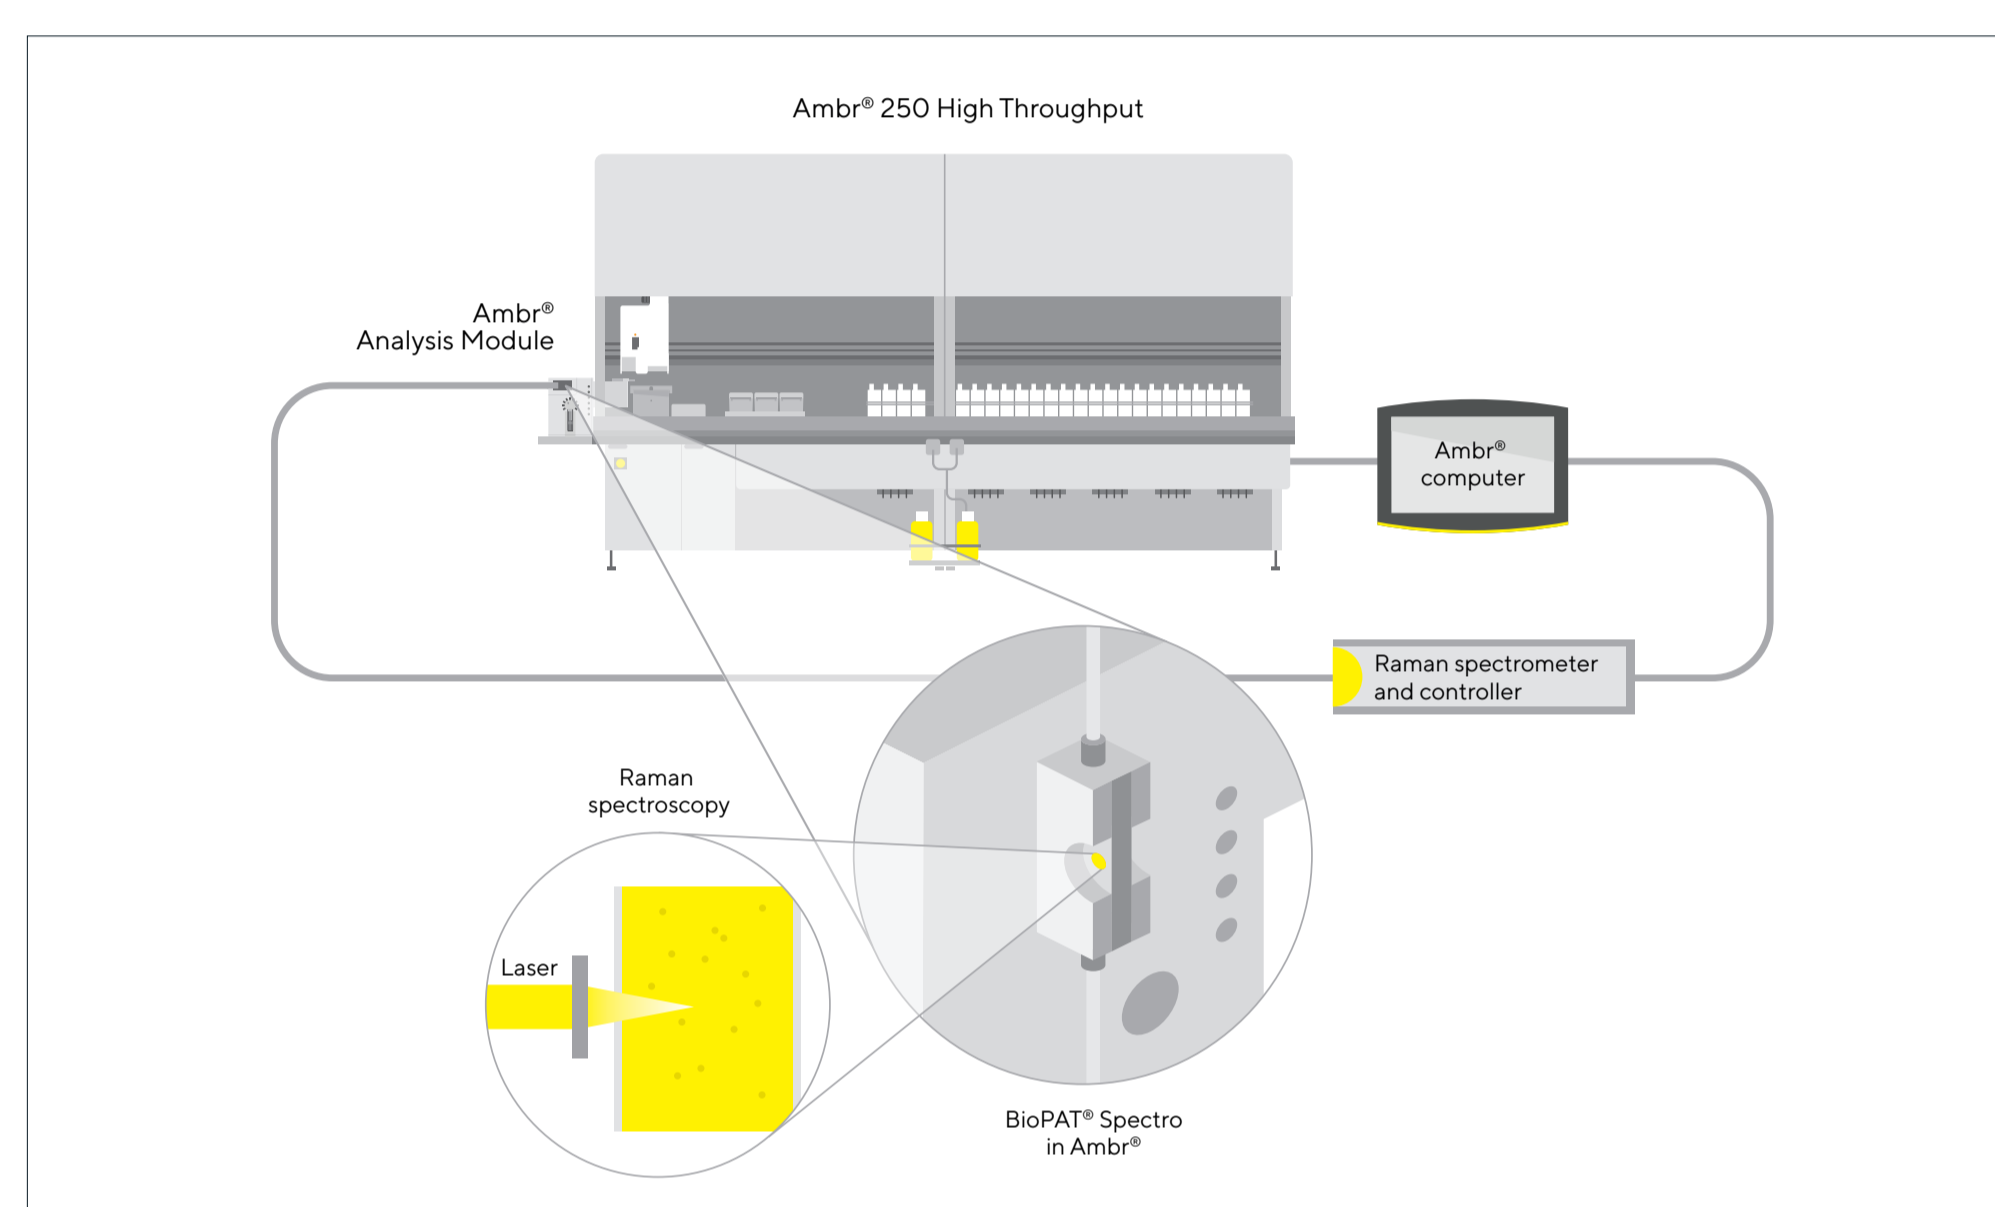 Ambr® 250 High Throughput
Ambr®
Analysis Module
Ambr®
computer
Raman spectrometer
and controller
Raman
spectroscopy
Laser
BioPAT® Spectro
in Ambr®